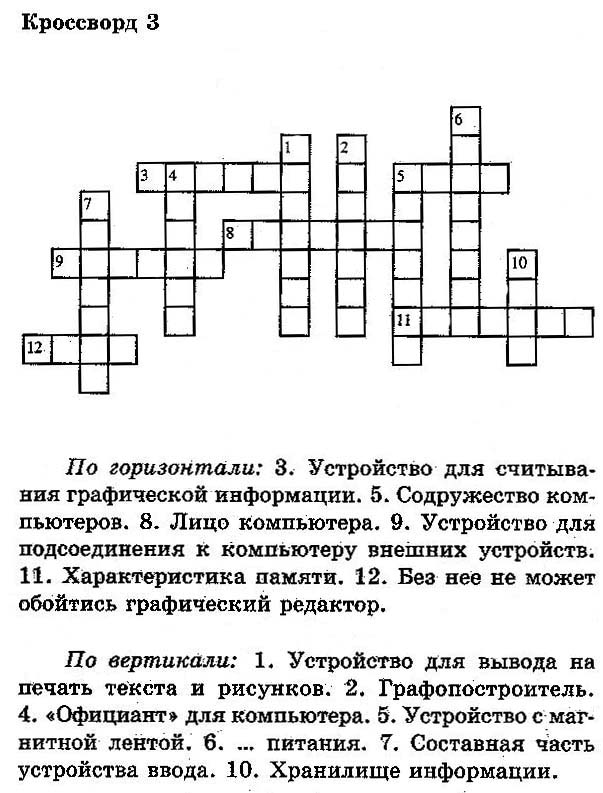 Кроссворд 3
6
1 2
3 4 5
7
8
9 10
11
12
По горизонтали: 3. Устройство для считыва-
ния графической информации. 5. Содружество ком-
пьютеров. 8. Лицо компьютера. 9. Устройство для
подсоединения к компьютеру внешних устройств.
11. Характеристика памяти. 12. Без нее не может
обойтись графический редактор.
По вертикали: 1. Устройство для вывода на
печать текста и рисунков. 2. Графопостроитель.
4. «Официант» для компьютера. 5. Устройство с маг-
нитной лентой. 6. ... питания. 7. Составная часть
устройства ввода. 10. Хранилище информации.